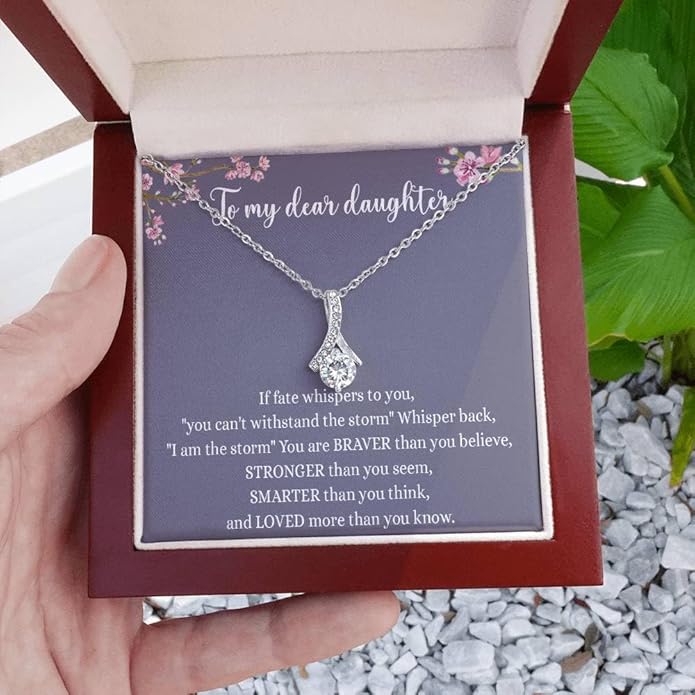 To my dear daughter
If fate whispers to you,
"you can't withstand the storm" Whisper back,
"I am the storm" You are BRAVER than you believe,
STRONGER than you seem,
SMARTER than you think,
and LOVED more than you know.